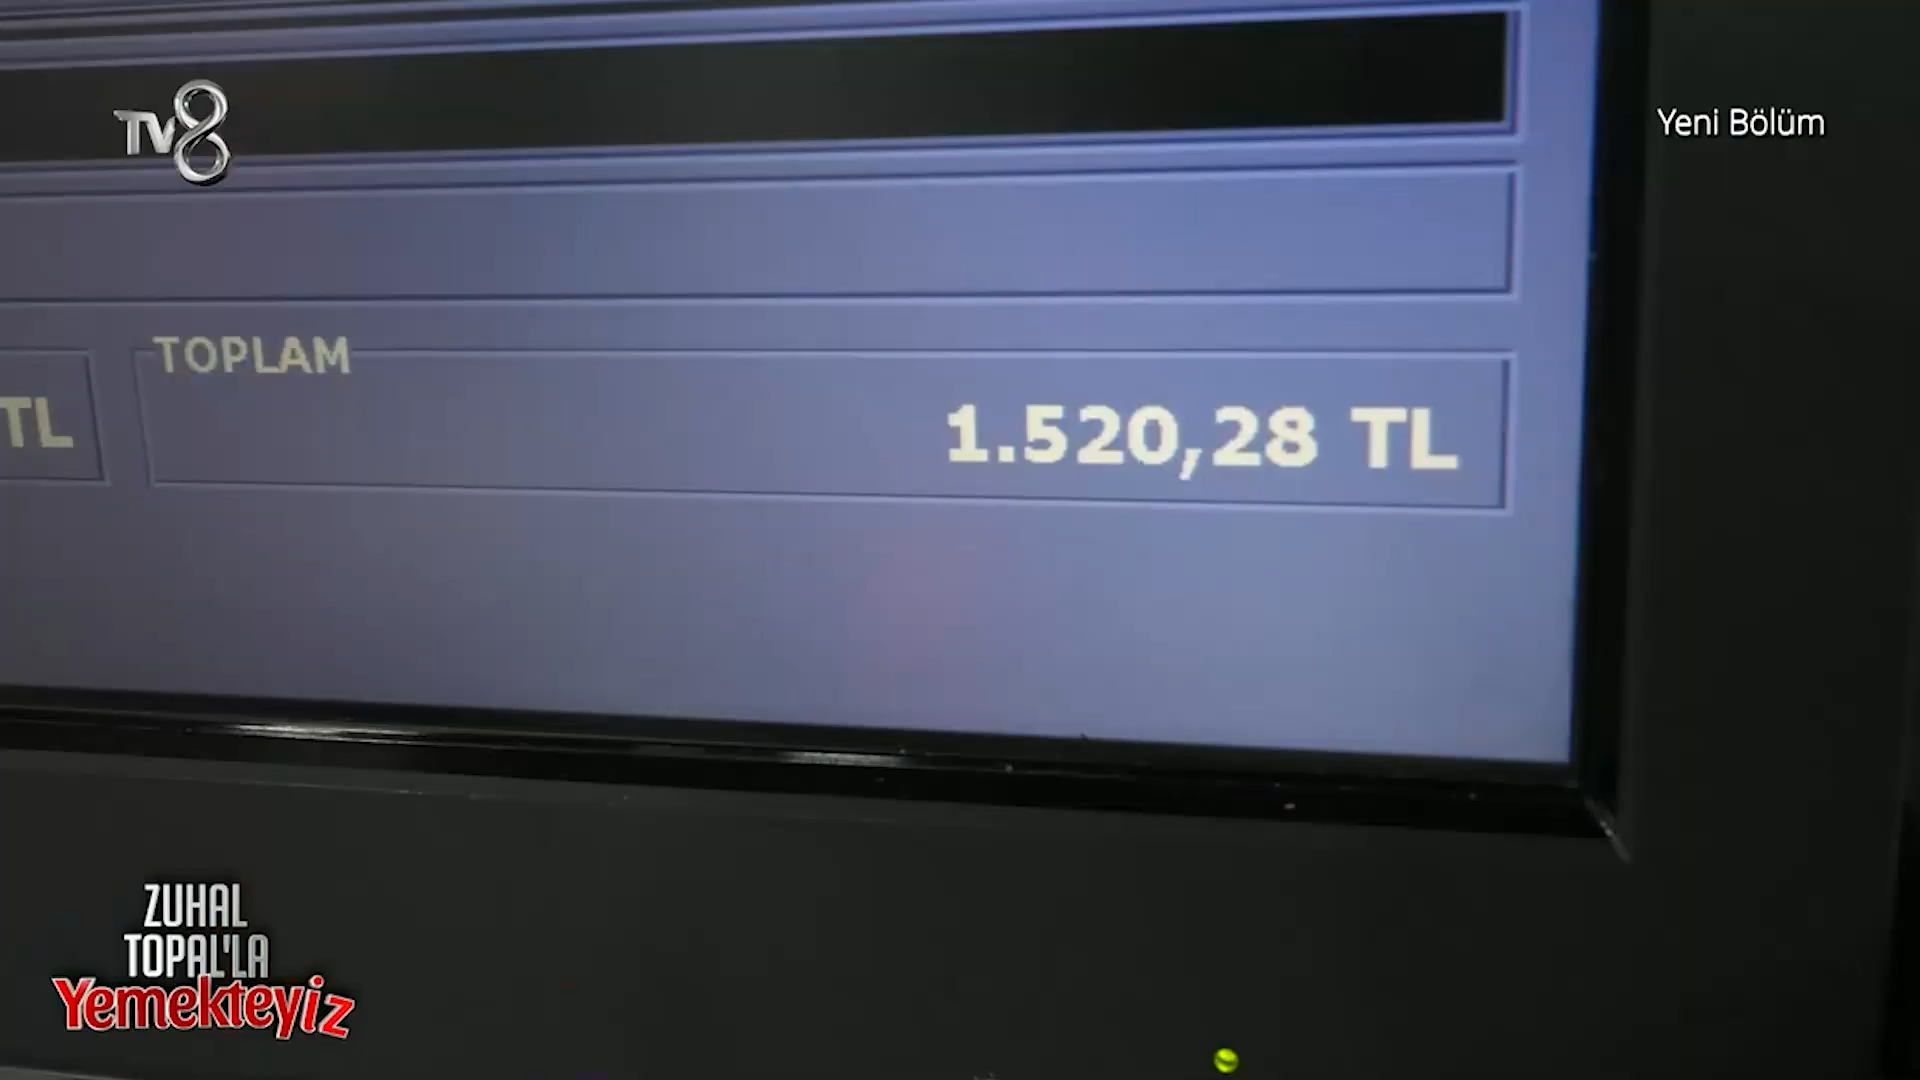 TV8
Yeni Bölüm
TOPLAM
TL
1.520,28 TL
ZUHAL
TOPAL'LA
Yemekteyiz